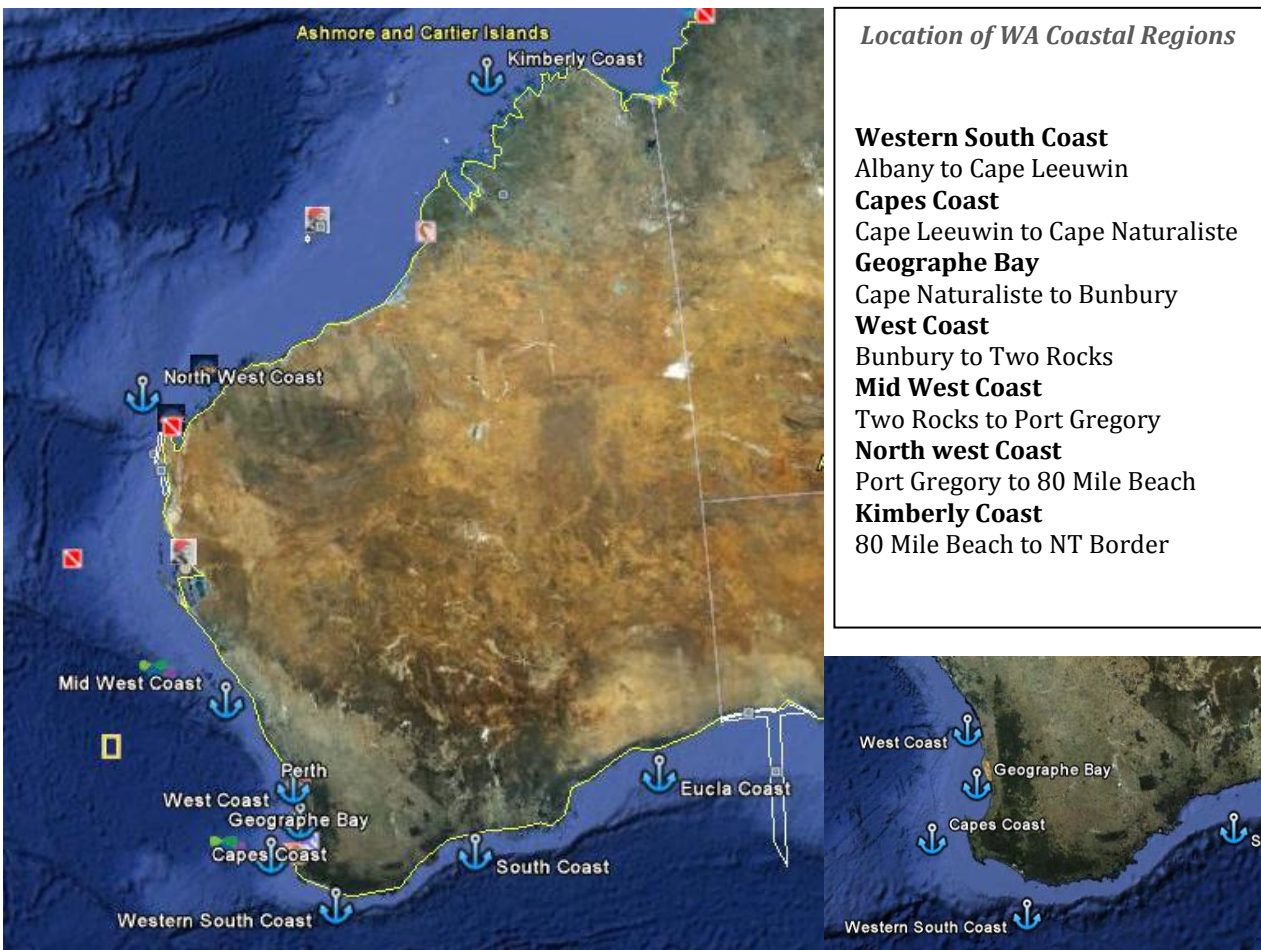 Ashmore and Cartier Islands
Kimberly Coast
North West Coast
Mid West Coast
Perth
West Coast
Geographe Bay
Capes Coast
Western South Coast
South Coast
Eucla Coast
Location of WA Coastal Regions
Western South Coast
Albany to Cape Leeuwin
Capes Coast
Cape Leeuwin to Cape Naturaliste
Geographe Bay
Cape Naturaliste to Bunbury
West Coast
Bunbury to Two Rocks
Mid West Coast
Two Rocks to Port Gregory
North west Coast
Port Gregory to 80 Mile Beach
Kimberly Coast
80 Mile Beach to NT Border
West Coast
Geographe Bay
Capes Coast
S
Western South Coast